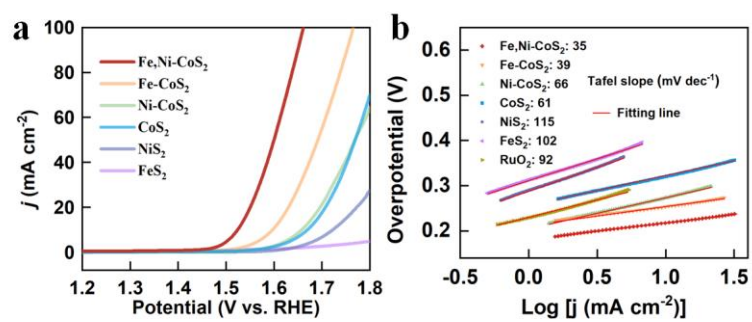 a
j (mA cm⁻²)
100
80
60
40
20
0
Fe,Ni-CoS₂
Fe-CoS₂
Ni-CoS₂
CoS₂
NiS₂
FeS₂
1.2 1.3 1.4 1.5 1.6 1.7 1.8
Potential (V vs. RHE)
b
Overpotential (V)
0.6
0.5
0.4
0.3
0.2
Fe,Ni-CoS₂: 35
Fe-CoS₂: 39
Ni-CoS₂: 66
CoS₂: 61
NiS₂: 115
FeS₂: 102
RuO₂: 92
Tafel slope (mV dec⁻¹)
Fitting line
-0.5 0.0 0.5 1.0 1.5
Log [j (mA cm⁻²)]